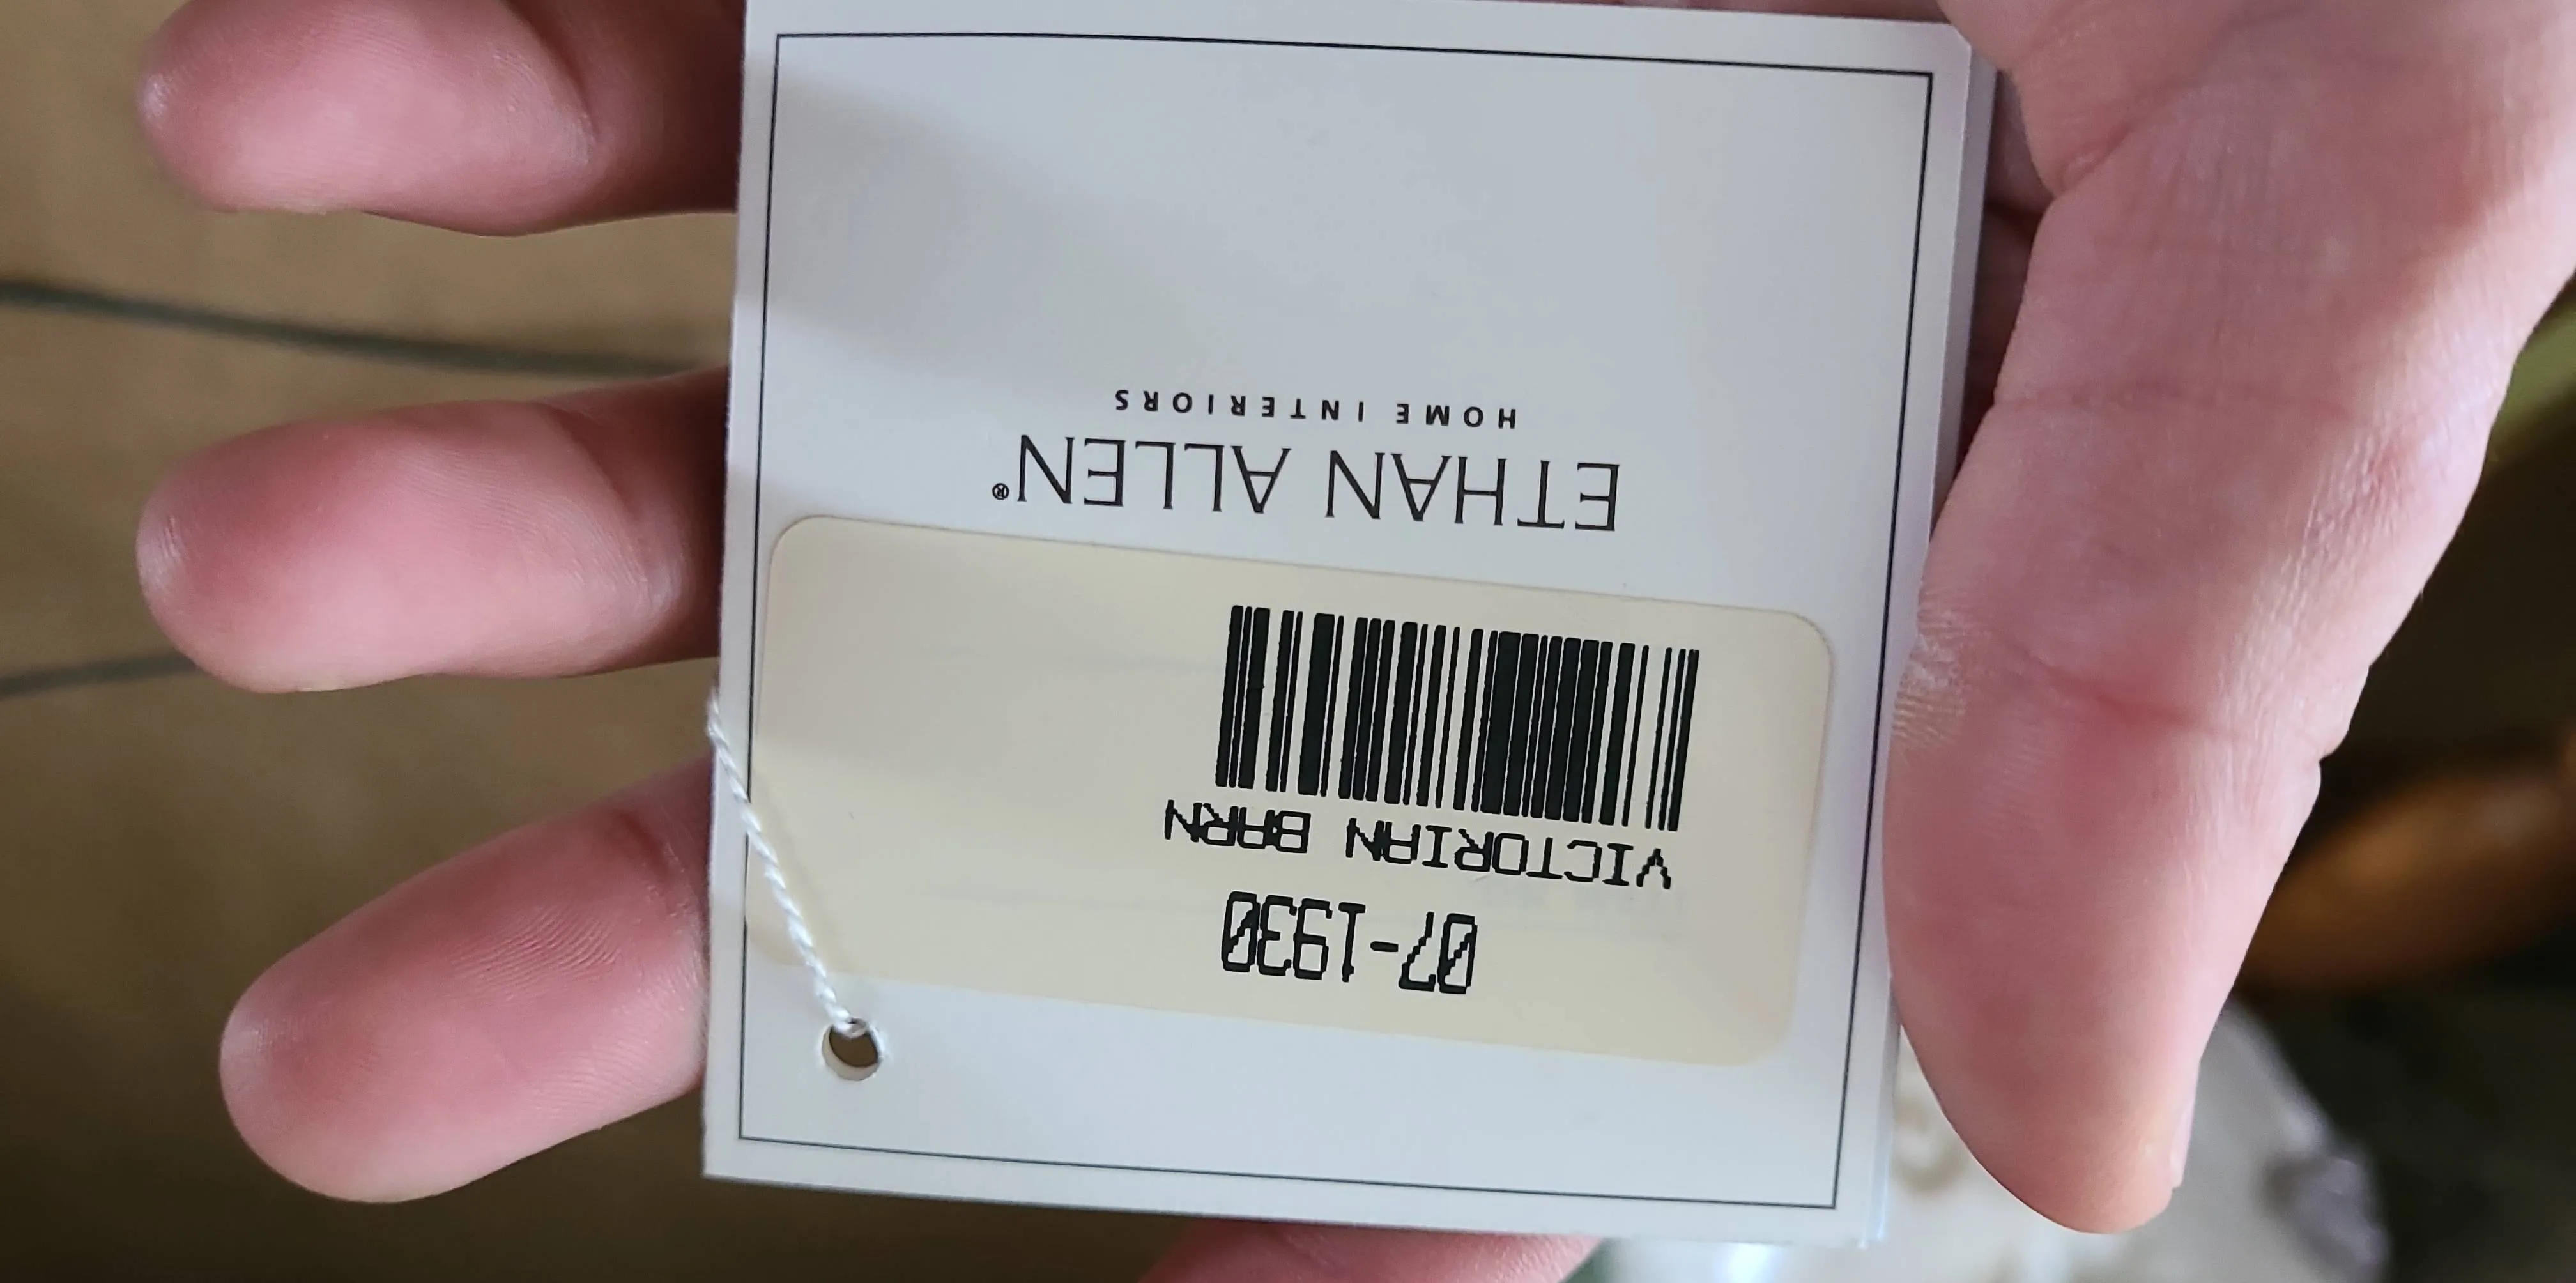 07-1930
VICTORIAN BARN
ETHAN ALLEN®
HOME INTERIORS